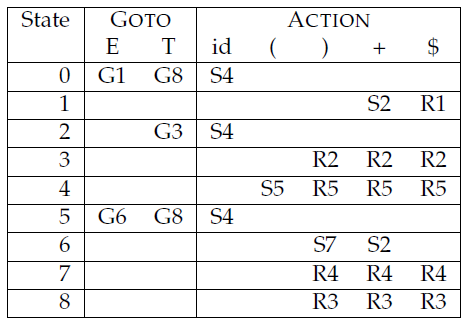 State GOTO ACTION
E T id ( ) + $
0 G1 G8 S4
1 S2 R1
2 G3 S4
3 R2 R2 R2
4 S5 R5 R5 R5
5 G6 G8 S4
6 S7 S2
7 R4 R4 R4
8 R3 R3 R3